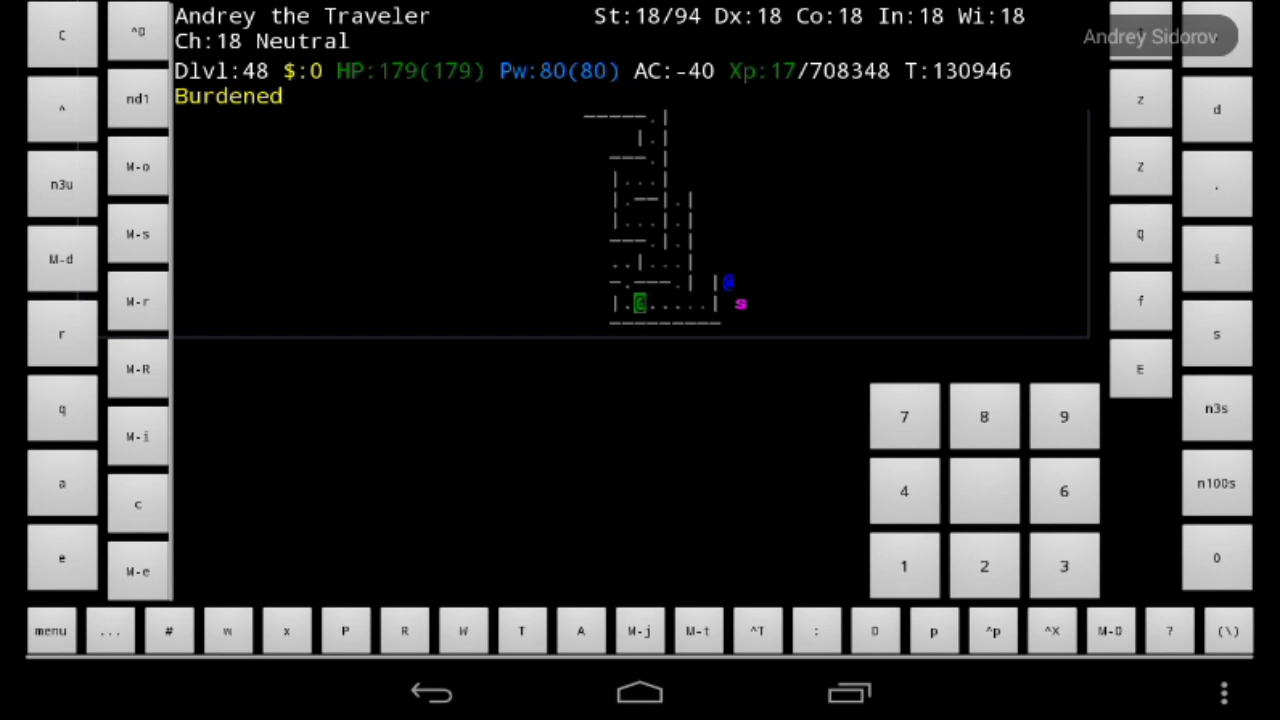 Andrey the Traveler St:18/94 Dx:18 Co:18 In:18 Wi:18
Ch:18 Neutral
Dlvl:48 $:0 HP:179(179) Pw:80(80) AC:-40 Xp:17/708348 T:130946
Burdened
Andrey Sidorov
-----.|
|.
---.|
|...|
|.--|.|
|...|.|
---.|.|
..|...|
-.---.| |@
|.@.....| s
---------
C
^
n3u
M-d
r
q
a
e
^D
nd1
M-o
M-s
M-r
M-R
M-i
c
M-e
z
Z
q
f
E
d
.
i
s
n3s
n100s
0
7 8 9
4 6
1 2 3
menu ... # w x P R W T A M-j M-t ^T : D p ^p ^X M-O ? (\)